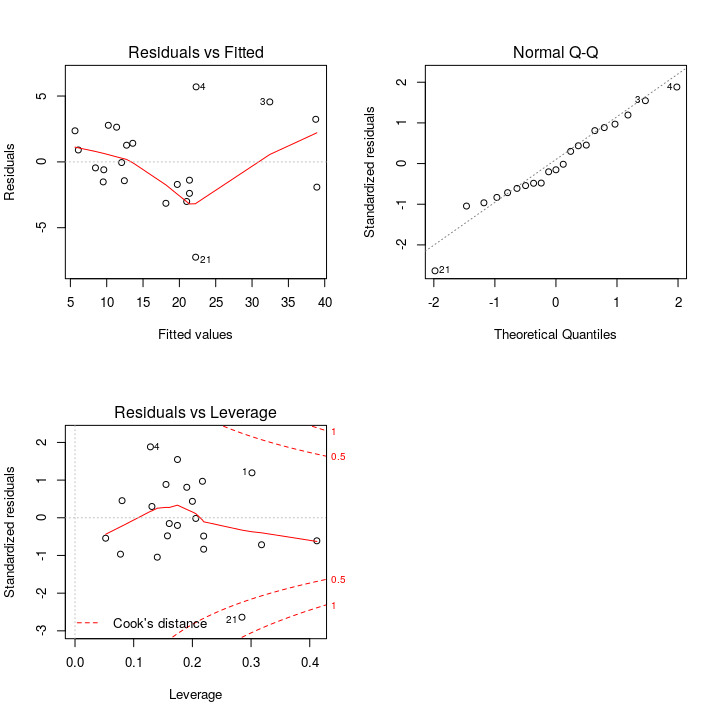 Residuals vs Fitted
Residuals
5
0
-5
4
3
21
5 10 15 20 25 30 35 40
Fitted values
Normal Q-Q
Standardized residuals
2
1
0
-1
-2
3
4
21
-2 -1 0 1 2
Theoretical Quantiles
Residuals vs Leverage
Standardized residuals
2
1
0
-1
-2
-3
4
1
21
1
0.5
0.5
1
Cook's distance
0.0 0.1 0.2 0.3 0.4
Leverage